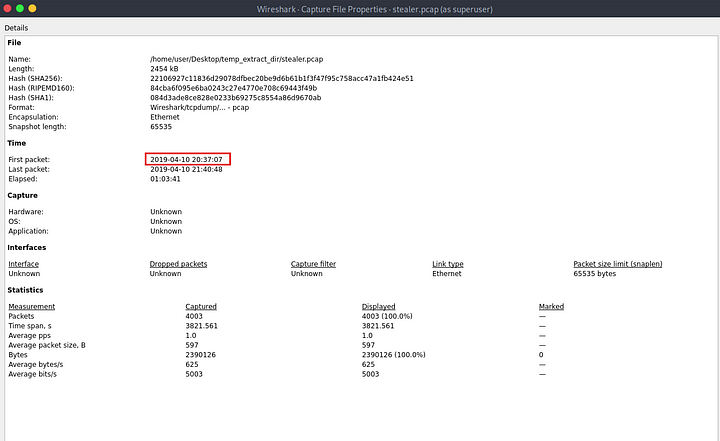 Wireshark · Capture File Properties · stealer.pcap (as superuser)
Details
File
Name: /home/user/Desktop/temp_extract_dir/stealer.pcap
Length: 2454 kB
Hash (SHA256): 22106927c11836d29078dfbec20be9d6b61b1f3f47f95c758acc47a1fb424e51
Hash (RIPEMD160): 84cba6f095e6ba0243c27e4770e708c69443f49b
Hash (SHA1): 084d3ade8ce828e0233b69275c8554a86d9670ab
Format: Wireshark/tcpdump/... - pcap
Encapsulation: Ethernet
Snapshot length: 65535
Time
First packet: 2019-04-10 20:37:07
Last packet: 2019-04-10 21:40:48
Elapsed: 01:03:41
Capture
Hardware: Unknown
OS: Unknown
Application: Unknown
Interfaces
Interface Dropped packets Capture filter Link type Packet size limit (snaplen)
Unknown Unknown Unknown Ethernet 65535 bytes
Statistics
Measurement Captured Displayed Marked
Packets 4003 4003 (100.0%) —
Time span, s 3821.561 3821.561 —
Average pps 1.0 1.0 —
Average packet size, B 597 597 —
Bytes 2390126 2390126 (100.0%) 0
Average bytes/s 625 625 —
Average bits/s 5003 5003 —